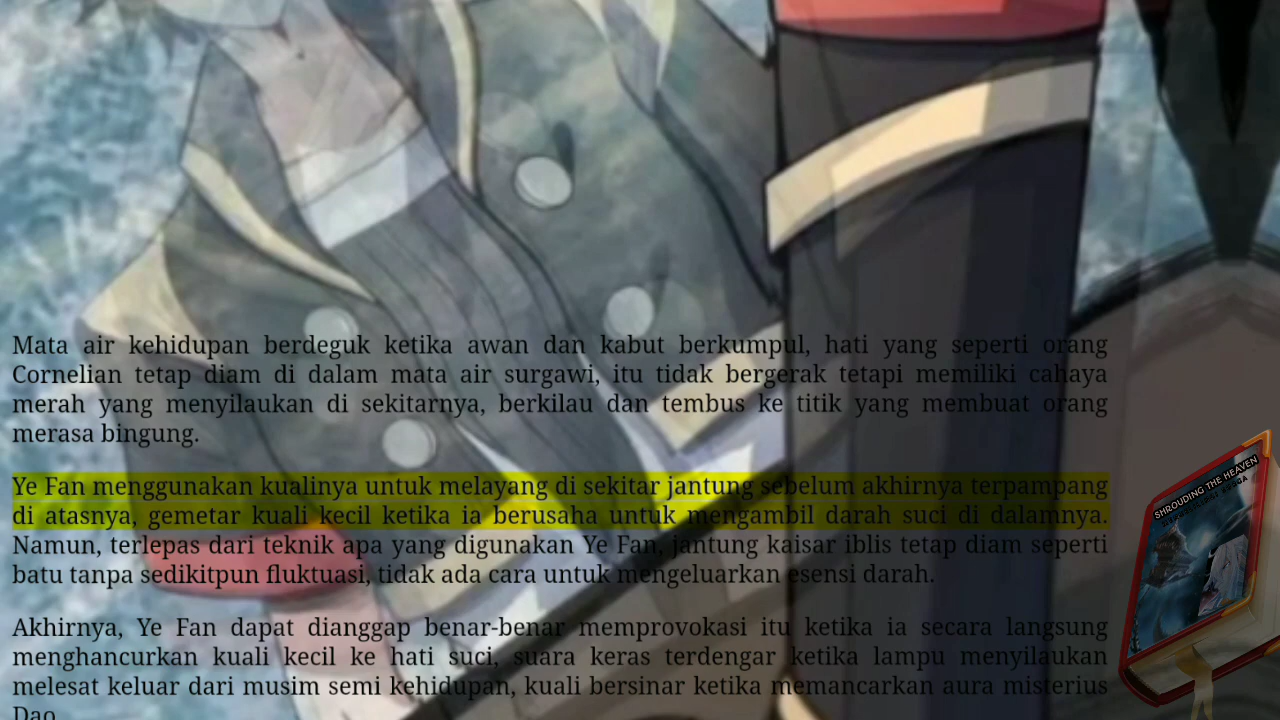 Mata air kehidupan berdeguk ketika awan dan kabut berkumpul, hati yang seperti orang
Cornelian tetap diam di dalam mata air surgawi, itu tidak bergerak tetapi memiliki cahaya
merah yang menyilaukan di sekitarnya, berkilau dan tembus ke titik yang membuat orang
merasa bingung.
Ye Fan menggunakan kualinya untuk melayang di sekitar jantung sebelum akhirnya terpampang
di atasnya, gemetar kuali kecil ketika ia berusaha untuk mengambil darah suci di dalamnya.
Namun, terlepas dari teknik apa yang digunakan Ye Fan, jantung kaisar iblis tetap diam seperti
batu tanpa sedikitpun fluktuasi, tidak ada cara untuk mengeluarkan esensi darah.
Akhirnya, Ye Fan dapat dianggap benar-benar memprovokasi itu ketika ia secara langsung
menghancurkan kuali kecil ke hati suci, suara keras terdengar ketika lampu menyilaukan
melesat keluar dari musim semi kehidupan, kuali bersinar ketika memancarkan aura misterius
Dao
SHROUDING THE HEAVEN